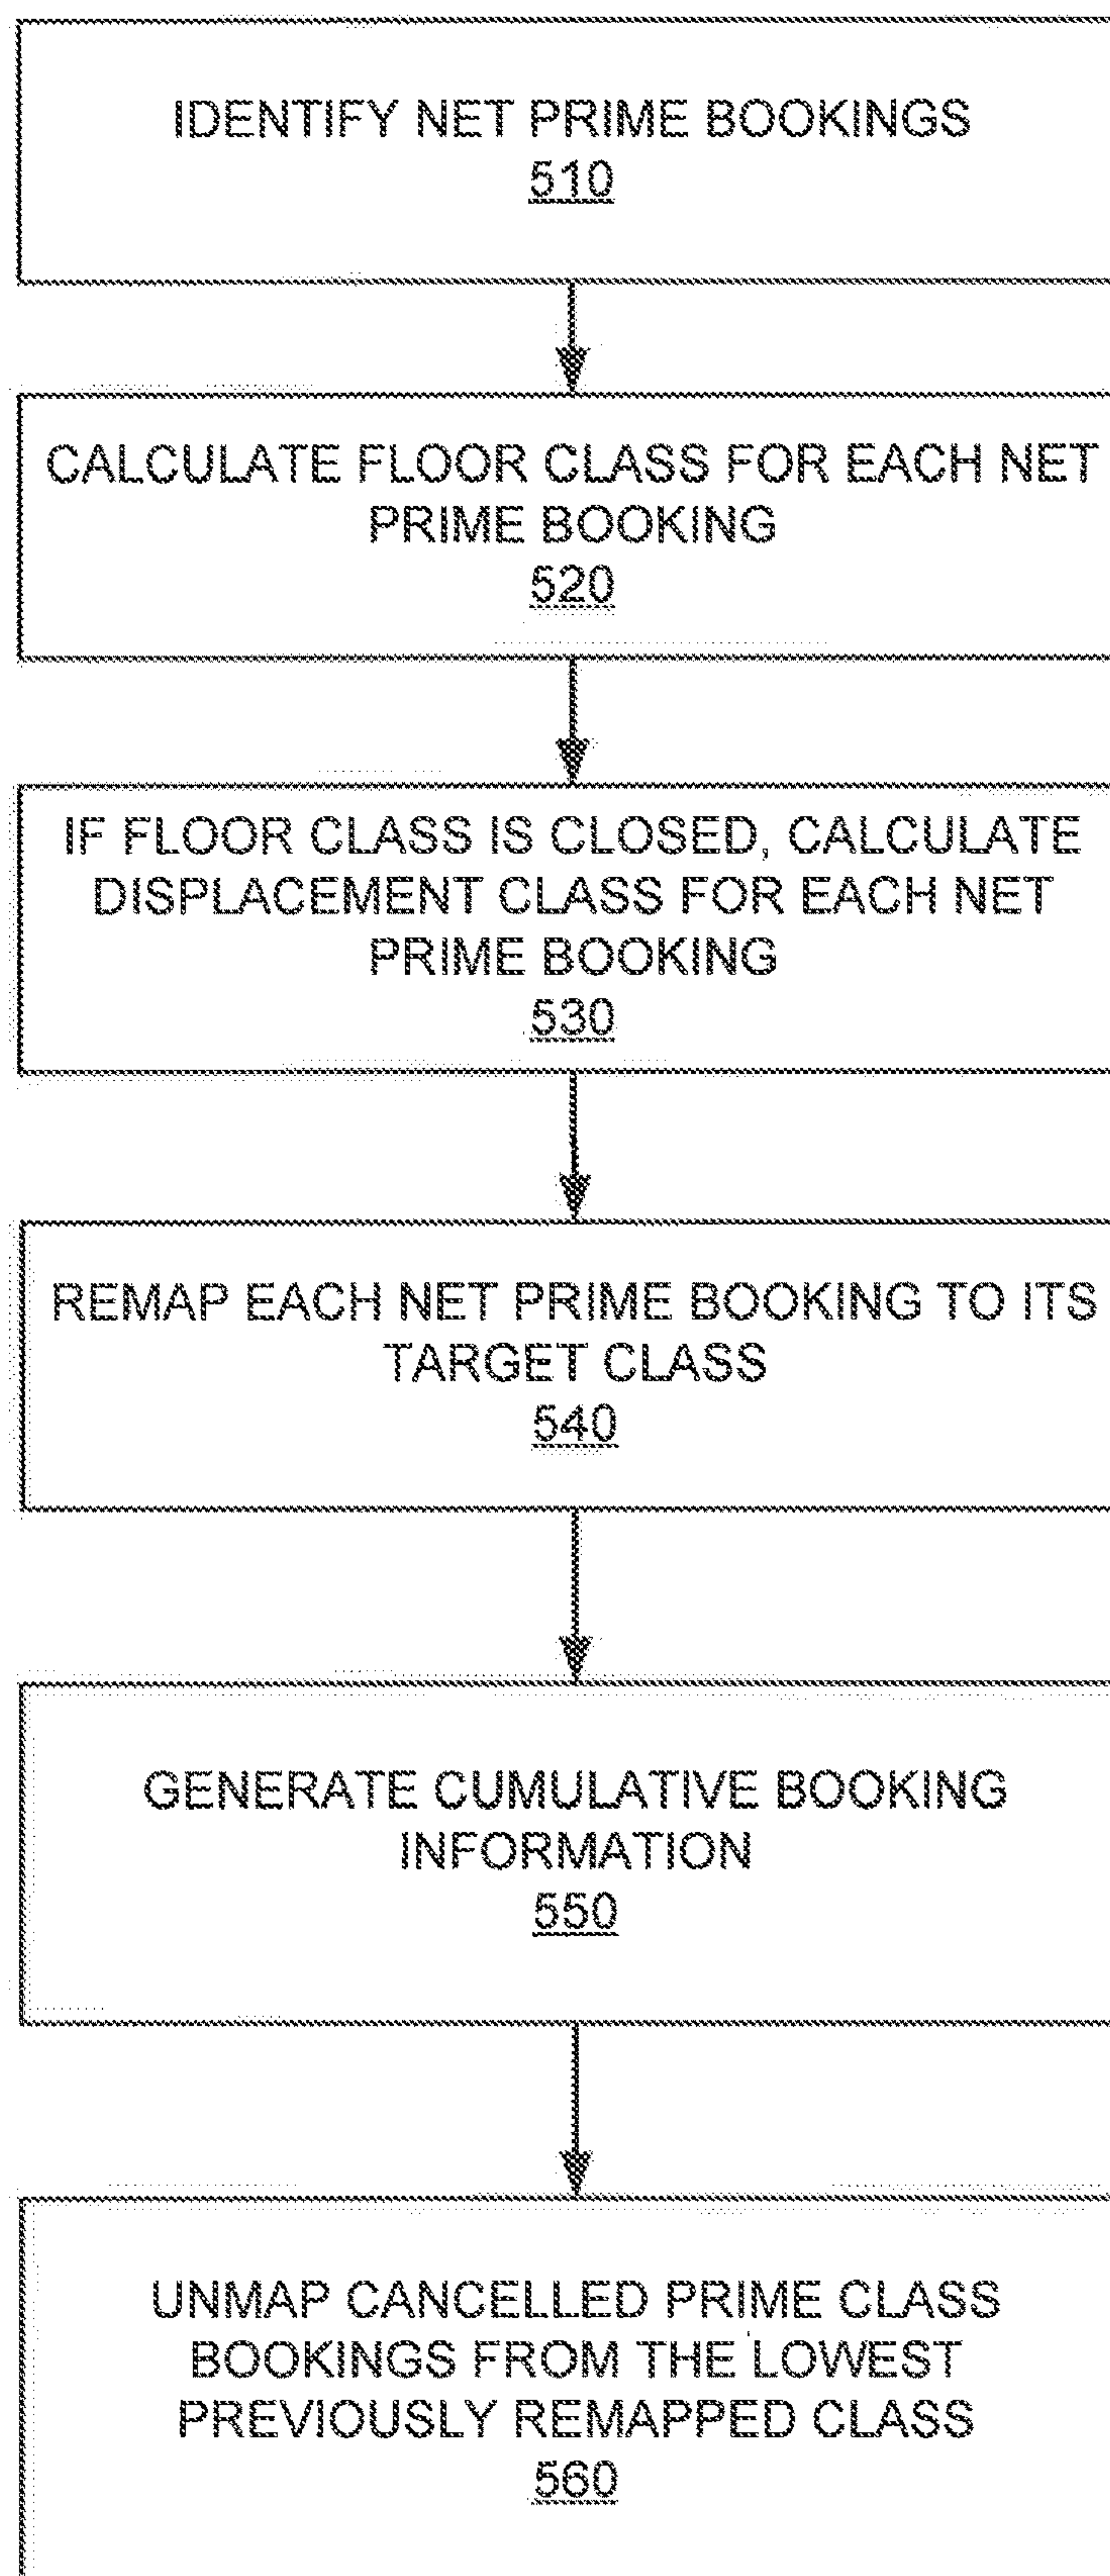 IDENTIFY NET PRIME BOOKINGS
510
CALCULATE FLOOR CLASS FOR EACH NET
PRIME BOOKING
520
IF FLOOR CLASS IS CLOSED, CALCULATE
DISPLACEMENT CLASS FOR EACH NET
PRIME BOOKING
530
REMAP EACH NET PRIME BOOKING TO ITS
TARGET CLASS
540
GENERATE CUMULATIVE BOOKING
INFORMATION
550
UNMAP CANCELLED PRIME CLASS
BOOKINGS FROM THE LOWEST
PREVIOUSLY REMAPPED CLASS
560